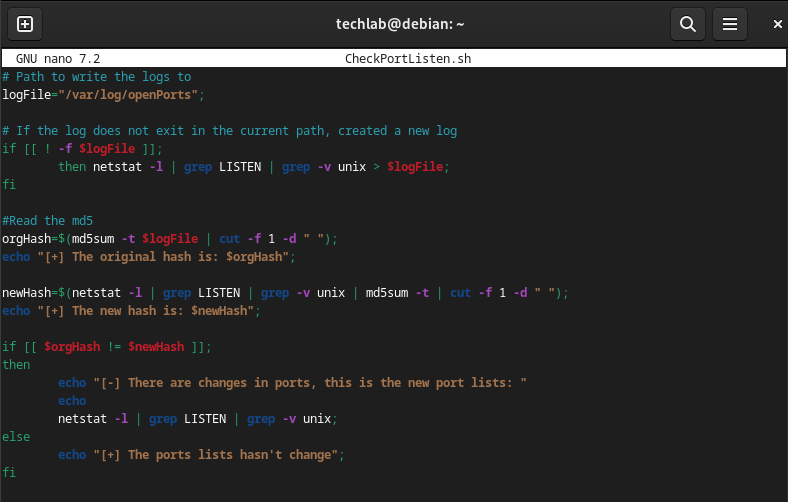 techlab@debian: ~
GNU nano 7.2 CheckPortListen.sh
# Path to write the logs to
logFile="/var/log/openPorts";
# If the log does not exit in the current path, created a new log
if [[ ! -f $logFile ]];
then netstat -l | grep LISTEN | grep -v unix > $logFile;
fi
#Read the md5
orgHash=$(md5sum -t $logFile | cut -f 1 -d " ");
echo "[+] The original hash is: $orgHash";
newHash=$(netstat -l | grep LISTEN | grep -v unix | md5sum -t | cut -f 1 -d " ");
echo "[+] The new hash is: $newHash";
if [[ $orgHash != $newHash ]];
then
echo "[-] There are changes in ports, this is the new port lists: "
echo
netstat -l | grep LISTEN | grep -v unix;
else
echo "[+] The ports lists hasn't change";
fi